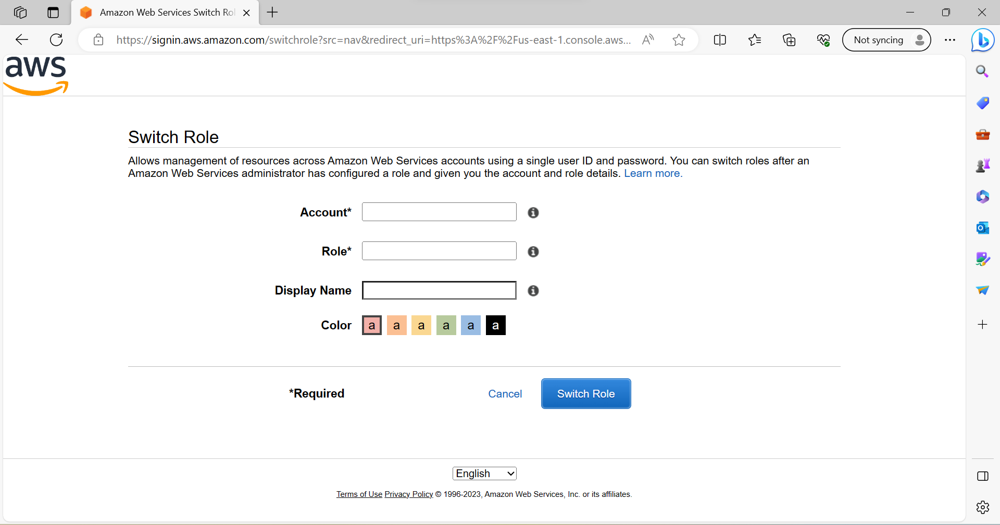 Amazon Web Services Switch Rol
https://signin.aws.amazon.com/switchrole?src=nav&redirect_uri=https%3A%2F%2Fus-east-1.console.aws...
Not syncing
aws
Switch Role
Allows management of resources across Amazon Web Services accounts using a single user ID and password. You can switch roles after an
Amazon Web Services administrator has configured a role and given you the account and role details. Learn more.
Account*
Role*
Display Name
Color a a a a a a
*Required Cancel Switch Role
English
Terms of Use Privacy Policy © 1996-2023, Amazon Web Services, Inc. or its affiliates.